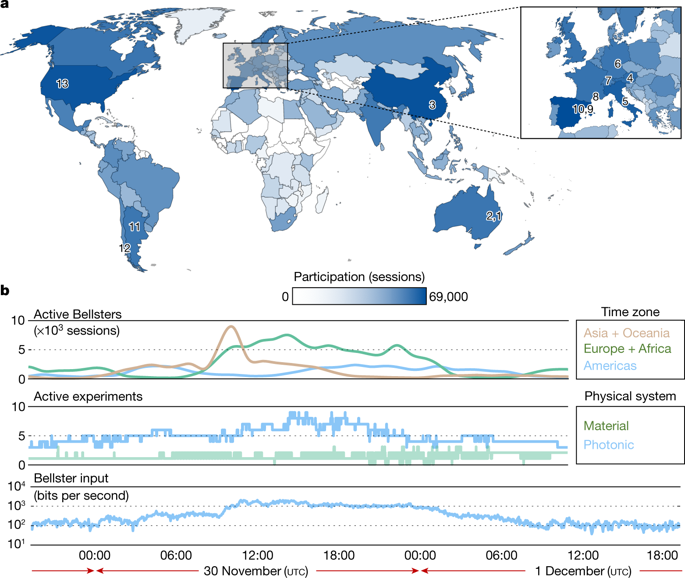 a
13
3
6
7
4
8
5
10 9
11
12
2,1
Participation (sessions)
0
69,000
b
Active Bellsters
(×10³ sessions)
10
5
0
Time zone
Asia + Oceania
Europe + Africa
Americas
Active experiments
10
5
0
Physical system
Material
Photonic
Bellster input
(bits per second)
10⁴
10³
10²
10¹
00:00 06:00 12:00 18:00 00:00 06:00 12:00 18:00
30 November (UTC) 1 December (UTC)